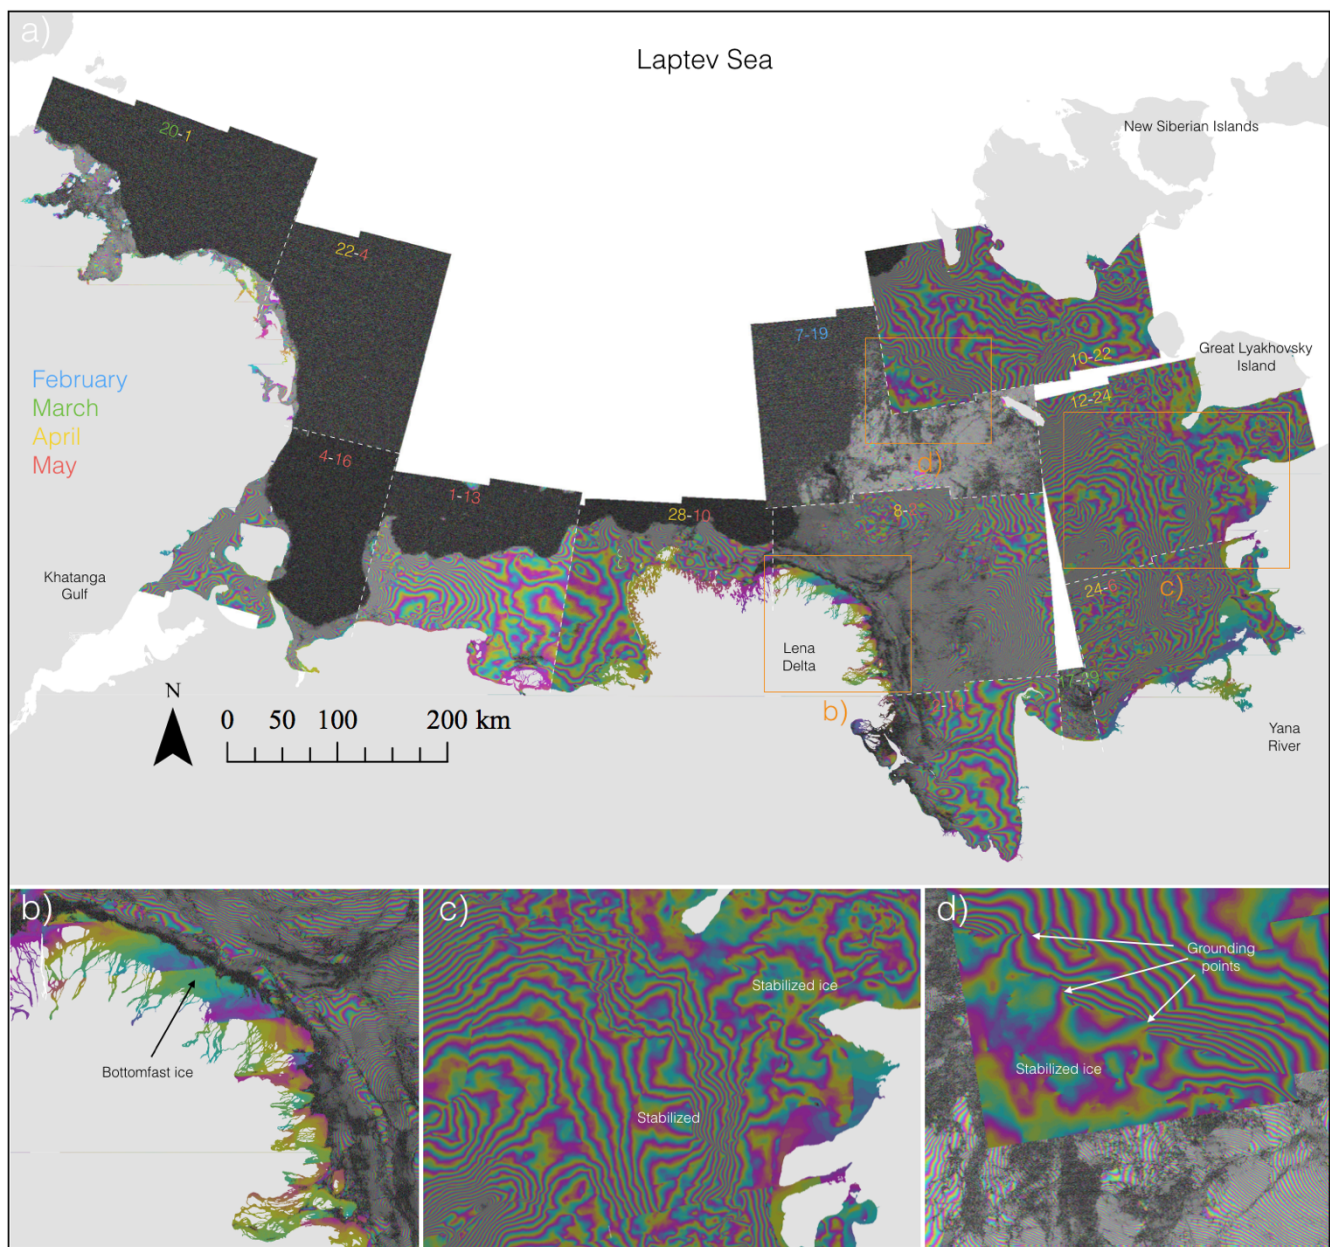 a)
Laptev Sea
New Siberian Islands
20-1
22-4
7-19
Great Lyakhovsky
Island
10-22
12-24
February
March
April
May
4-16
1-13
28-10
d)
Khatanga
Gulf
24-6
c)
Lena
Delta
b)
N
0 50 100 200 km
Yana
River
b)
Bottomfast ice
c)
Stabilized ice
Stabilized
d)
Grounding
points
Stabilized ice